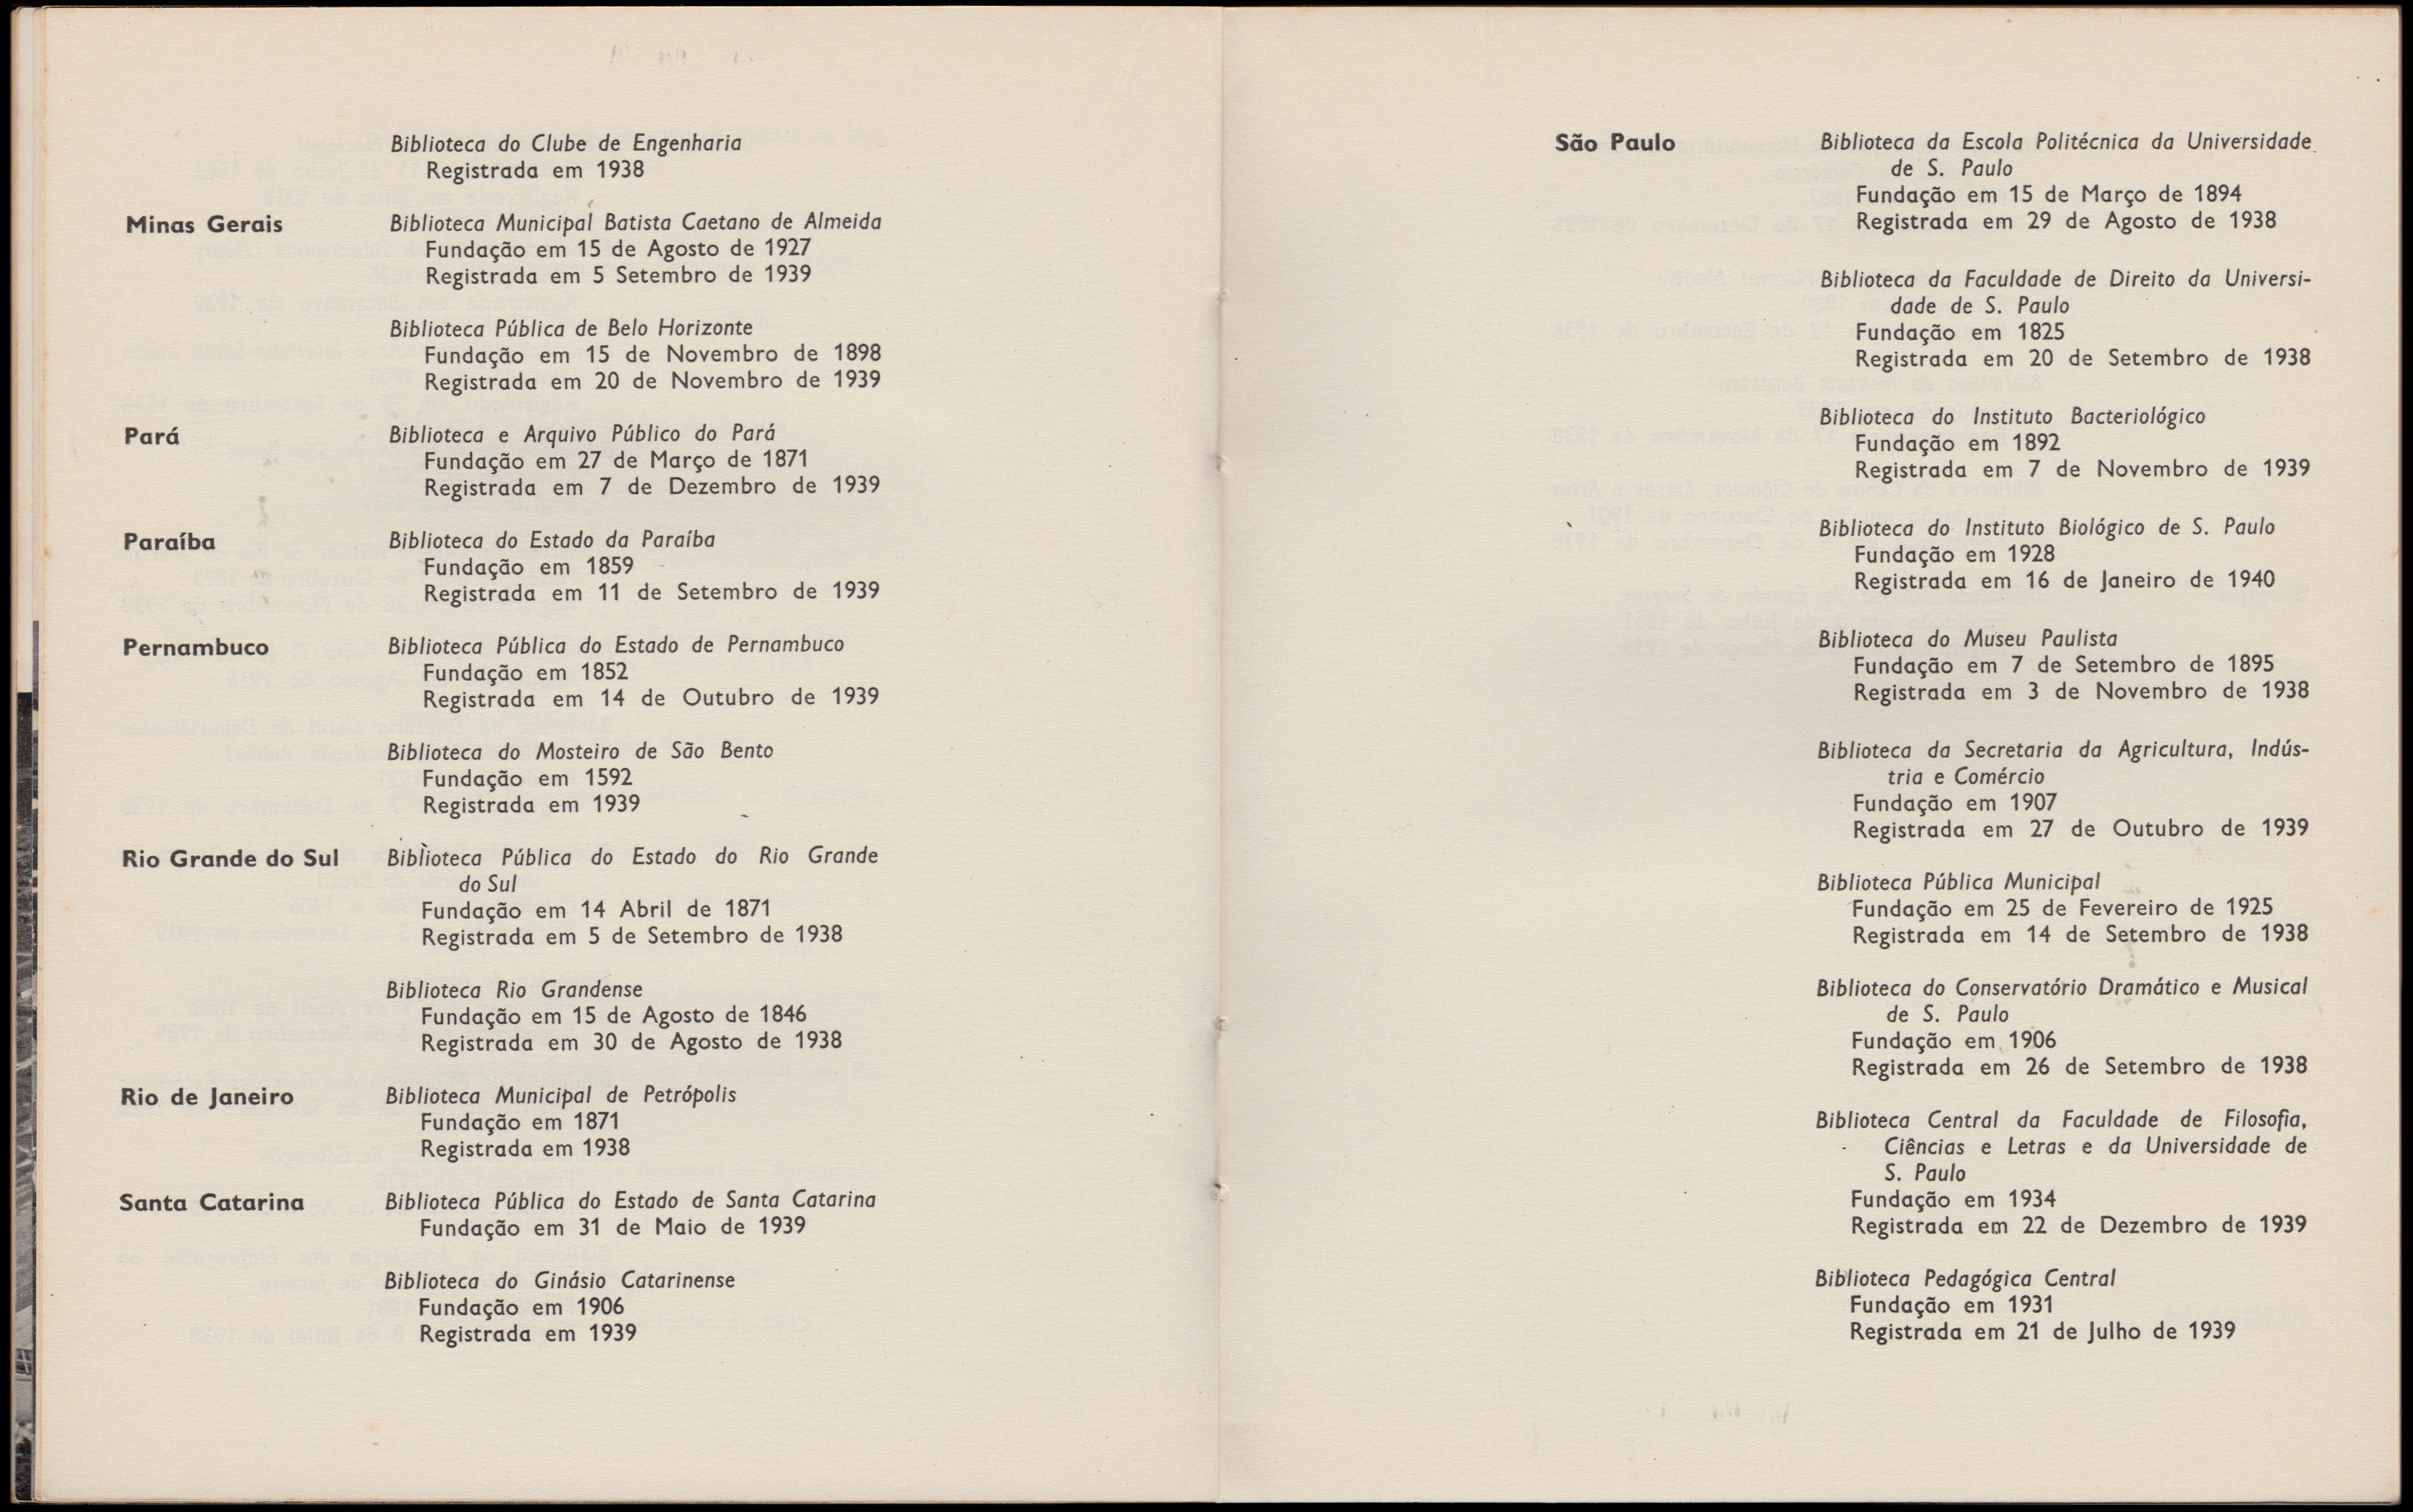 Biblioteca do Clube de Engenharia
Registrada em 1938
Minas Gerais
Biblioteca Municipal Batista Caetano de Almeida
Fundação em 15 de Agosto de 1927
Registrada em 5 Setembro de 1939
Biblioteca Pública de Belo Horizonte
Fundação em 15 de Novembro de 1898
Registrada em 20 de Novembro de 1939
Pará
Biblioteca e Arquivo Público do Pará
Fundação em 27 de Março de 1871
Registrada em 7 de Dezembro de 1939
Paraíba
Biblioteca do Estado da Paraíba
Fundação em 1859
Registrada em 11 de Setembro de 1939
Pernambuco
Biblioteca Pública do Estado de Pernambuco
Fundação em 1852
Registrada em 14 de Outubro de 1939
Biblioteca do Mosteiro de São Bento
Fundação em 1592
Registrada em 1939
Rio Grande do Sul
Biblioteca Pública do Estado do Rio Grande
do Sul
Fundação em 14 Abril de 1871
Registrada em 5 de Setembro de 1938
Biblioteca Rio Grandense
Fundação em 15 de Agosto de 1846
Registrada em 30 de Agosto de 1938
Rio de Janeiro
Biblioteca Municipal de Petrópolis
Fundação em 1871
Registrada em 1938
Santa Catarina
Biblioteca Pública do Estado de Santa Catarina
Fundação em 31 de Maio de 1939
Biblioteca do Ginásio Catarinense
Fundação em 1906
Registrada em 1939
São Paulo
Biblioteca da Escola Politécnica da Universidade
de S. Paulo
Fundação em 15 de Março de 1894
Registrada em 29 de Agosto de 1938
Biblioteca da Faculdade de Direito da Universi-
dade de S. Paulo
Fundação em 1825
Registrada em 20 de Setembro de 1938
Biblioteca do Instituto Bacteriológico
Fundação em 1892
Registrada em 7 de Novembro de 1939
Biblioteca do Instituto Biológico de S. Paulo
Fundação em 1928
Registrada em 16 de Janeiro de 1940
Biblioteca do Museu Paulista
Fundação em 7 de Setembro de 1895
Registrada em 3 de Novembro de 1938
Biblioteca da Secretaria da Agricultura, Indús-
tria e Comércio
Fundação em 1907
Registrada em 27 de Outubro de 1939
Biblioteca Pública Municipal
Fundação em 25 de Fevereiro de 1925
Registrada em 14 de Setembro de 1938
Biblioteca do Conservatório Dramático e Musical
de S. Paulo
Fundação em 1906
Registrada em 26 de Setembro de 1938
Biblioteca Central da Faculdade de Filosofia,
Ciências e Letras e da Universidade de
S. Paulo
Fundação em 1934
Registrada em 22 de Dezembro de 1939
Biblioteca Pedagógica Central
Fundação em 1931
Registrada em 21 de Julho de 1939